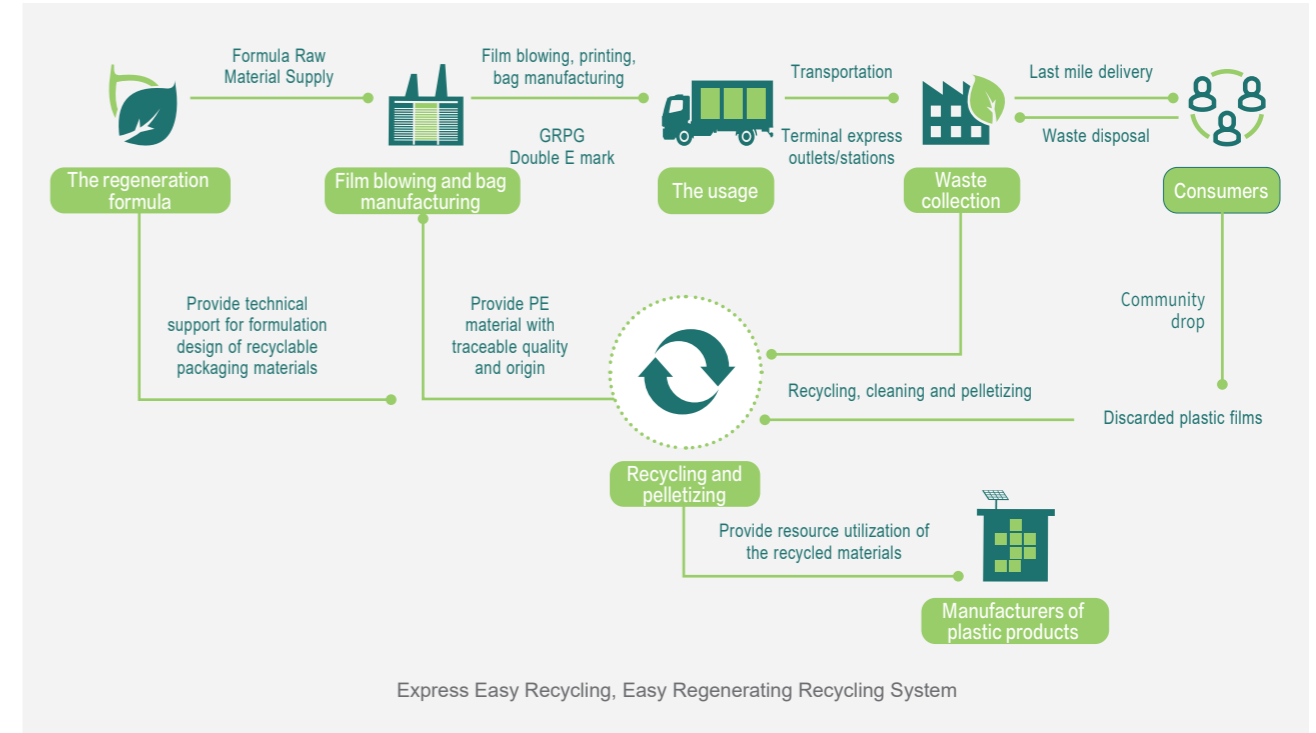 Formula Raw
Material Supply
Film blowing, printing,
bag manufacturing
GRPG
Double E mark
Transportation
Terminal express
outlets/stations
Last mile delivery
Waste disposal
The regeneration
formula
Film blowing and bag
manufacturing
The usage
Waste
collection
Consumers
Provide technical
support for formulation
design of recyclable
packaging materials
Provide PE
material with
traceable quality
and origin
Community
drop
Recycling, cleaning and pelletizing
Discarded plastic films
Recycling and
pelletizing
Provide resource utilization of
the recycled materials
Manufacturers of
plastic products
Express Easy Recycling, Easy Regenerating Recycling System